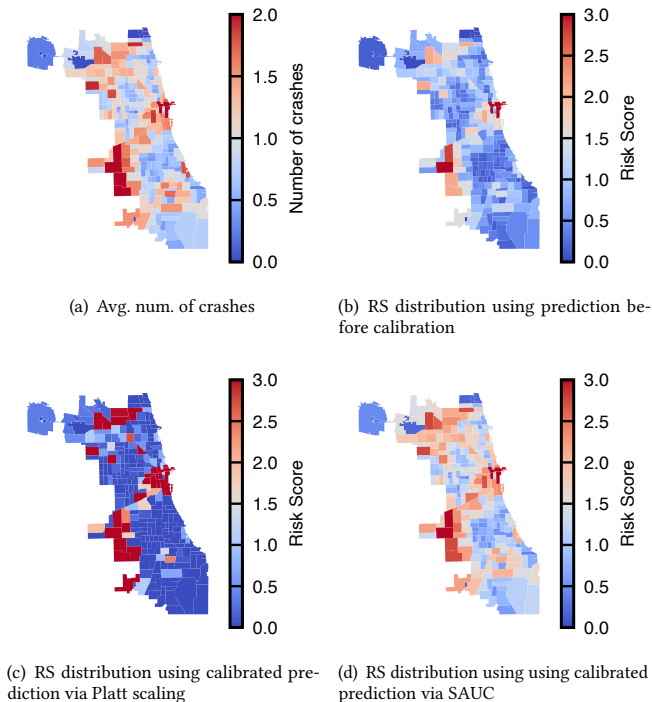 2.0
1.5
1.0
0.5
0.0
Number of crashes
3.0
2.5
2.0
1.5
1.0
0.5
0.0
Risk Score
(a) Avg. num. of crashes
(b) RS distribution using prediction be-
fore calibration
3.0
2.5
2.0
1.5
1.0
0.5
0.0
Risk Score
3.0
2.5
2.0
1.5
1.0
0.5
0.0
Risk Score
(c) RS distribution using calibrated pre-
diction via Platt scaling
(d) RS distribution using using calibrated
prediction via SAUC